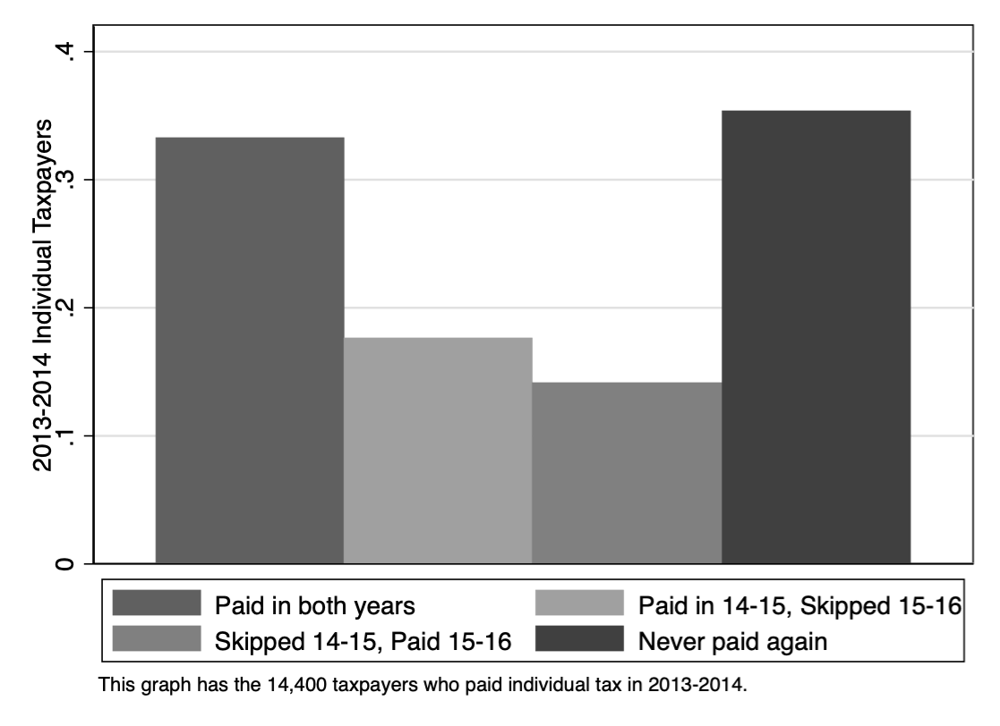 .4
.3
.2
.1
0
2013-2014 Individual Taxpayers
Paid in both years
Paid in 14-15, Skipped 15-16
Skipped 14-15, Paid 15-16
Never paid again
This graph has the 14,400 taxpayers who paid individual tax in 2013-2014.